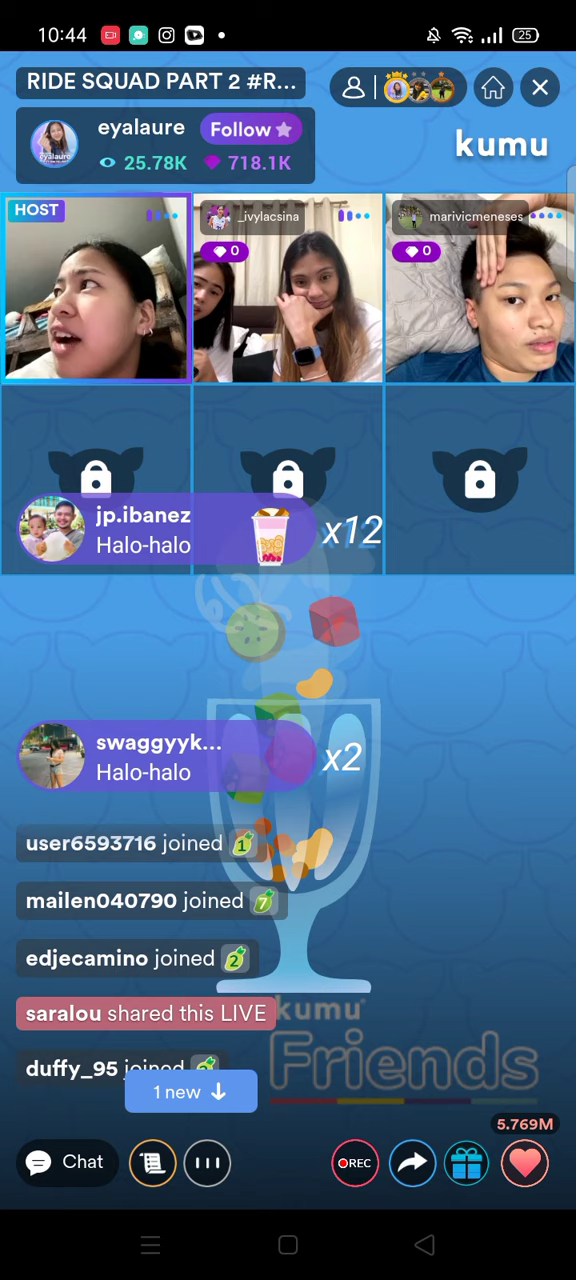 10:44
25
RIDE SQUAD PART 2 #R...
eyalaure
Follow
25.78K
718.1K
kumu
HOST
_ivylacsina
0
marivicmeneses
0
jp.ibanez
Halo-halo
x12
swaggyyk...
Halo-halo
x2
user6593716 joined 1
mailen040790 joined 7
edjecamino joined 2
saralou shared this LIVE
duffy_95 joined
1 new
kumu
Friends
5.769M
Chat
REC